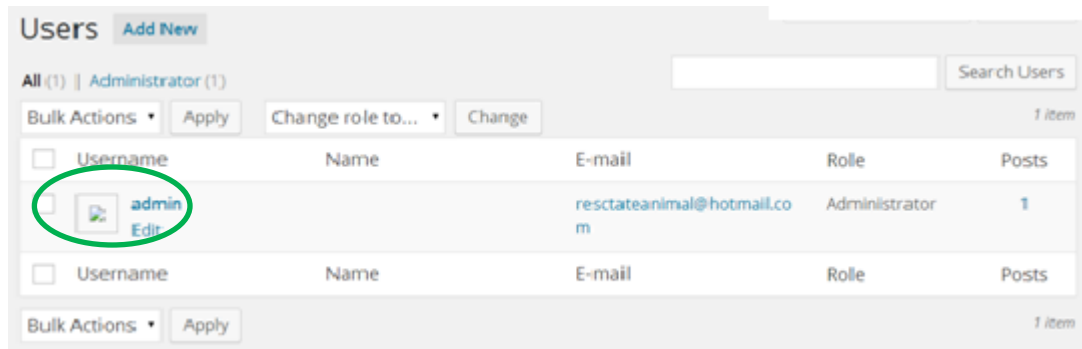 Users Add New
All (1) | Administrator (1)
Search Users
Bulk Actions Apply Change role to... Change 1 item
Username Name E-mail Role Posts
admin resctateanimal@hotmail.co Administrator 1
Edit m
Username Name E-mail Role Posts
Bulk Actions Apply 1 item